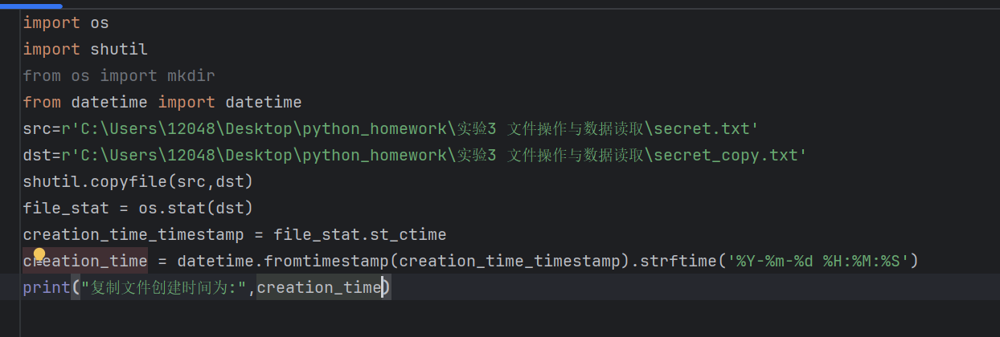 import os
import shutil
from os import mkdir
from datetime import datetime
src=r'C:\Users\12048\Desktop\python_homework\实验3 文件操作与数据读取\secret.txt'
dst=r'C:\Users\12048\Desktop\python_homework\实验3 文件操作与数据读取\secret_copy.txt'
shutil.copyfile(src,dst)
file_stat = os.stat(dst)
creation_time_timestamp = file_stat.st_ctime
creation_time = datetime.fromtimestamp(creation_time_timestamp).strftime('%Y-%m-%d %H:%M:%S')
print("复制文件创建时间为:",creation_time)